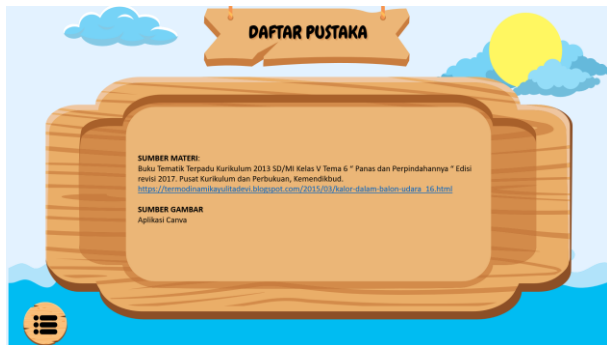 DAFTAR PUSTAKA
SUMBER MATERI:
Buku Tematik Terpadu Kurikulum 2013 SD/MI Kelas V Tema 6 “ Panas dan Perpindahannya “ Edisi
revisi 2017. Pusat Kurikulum dan Perbukuan, Kemendikbud.
https://termodinamikayulitadevi.blogspot.com/2015/03/kalor-dalam-balon-udara_16.html
SUMBER GAMBAR
Aplikasi Canva